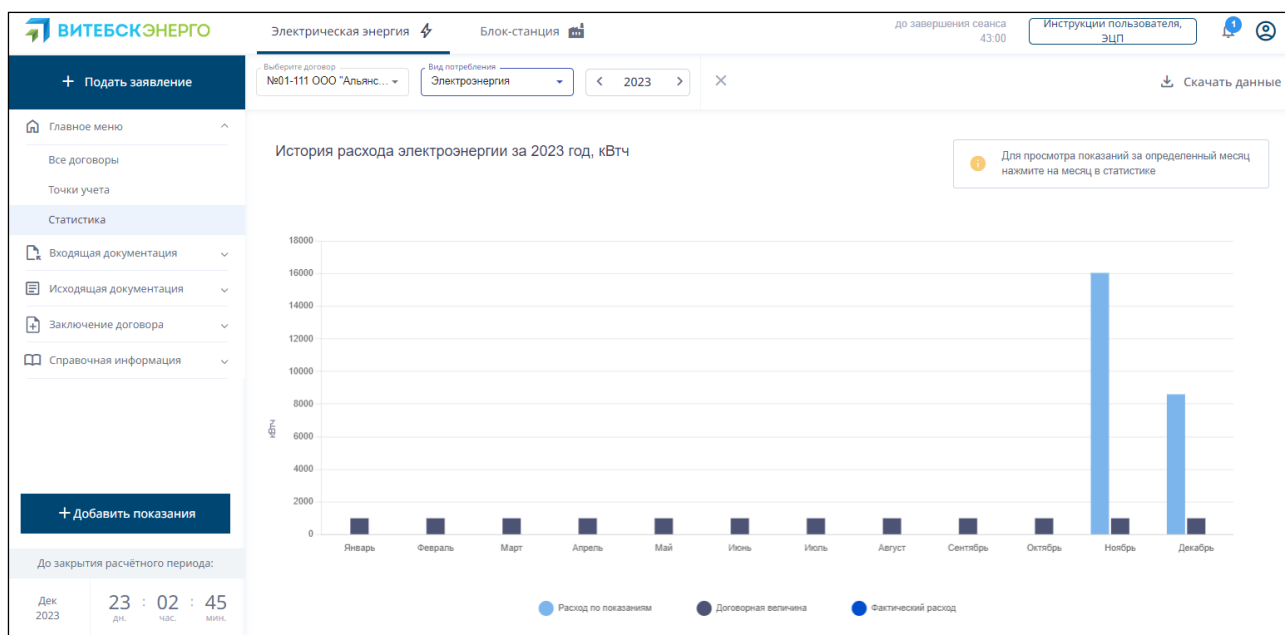 ВИТЕБСКЭНЕРГО
Электрическая энергия
Блок-станция
до завершения сеанса
43:00
Инструкции пользователя,
ЭЦП
1
+ Подать заявление
Выберите договор
№01-111 ООО "Альянс...
Вид потребления
Электроэнергия
< 2023 >
×
Скачать данные
Главное меню
Все договоры
Точки учета
Статистика
Входящая документация
Исходящая документация
Заключение договора
Справочная информация
+ Добавить показания
До закрытия расчётного периода:
Дек
2023
23 : 02 : 45
дн. час. мин.
История расхода электроэнергии за 2023 год, кВтч
Для просмотра показаний за определенный месяц
нажмите на месяц в статистике
кВтч
18000
16000
14000
12000
10000
8000
6000
4000
2000
0
Январь Февраль Март Апрель Май Июнь Июль Август Сентябрь Октябрь Ноябрь Декабрь
Расход по показаниям Договорная величина Фактический расход